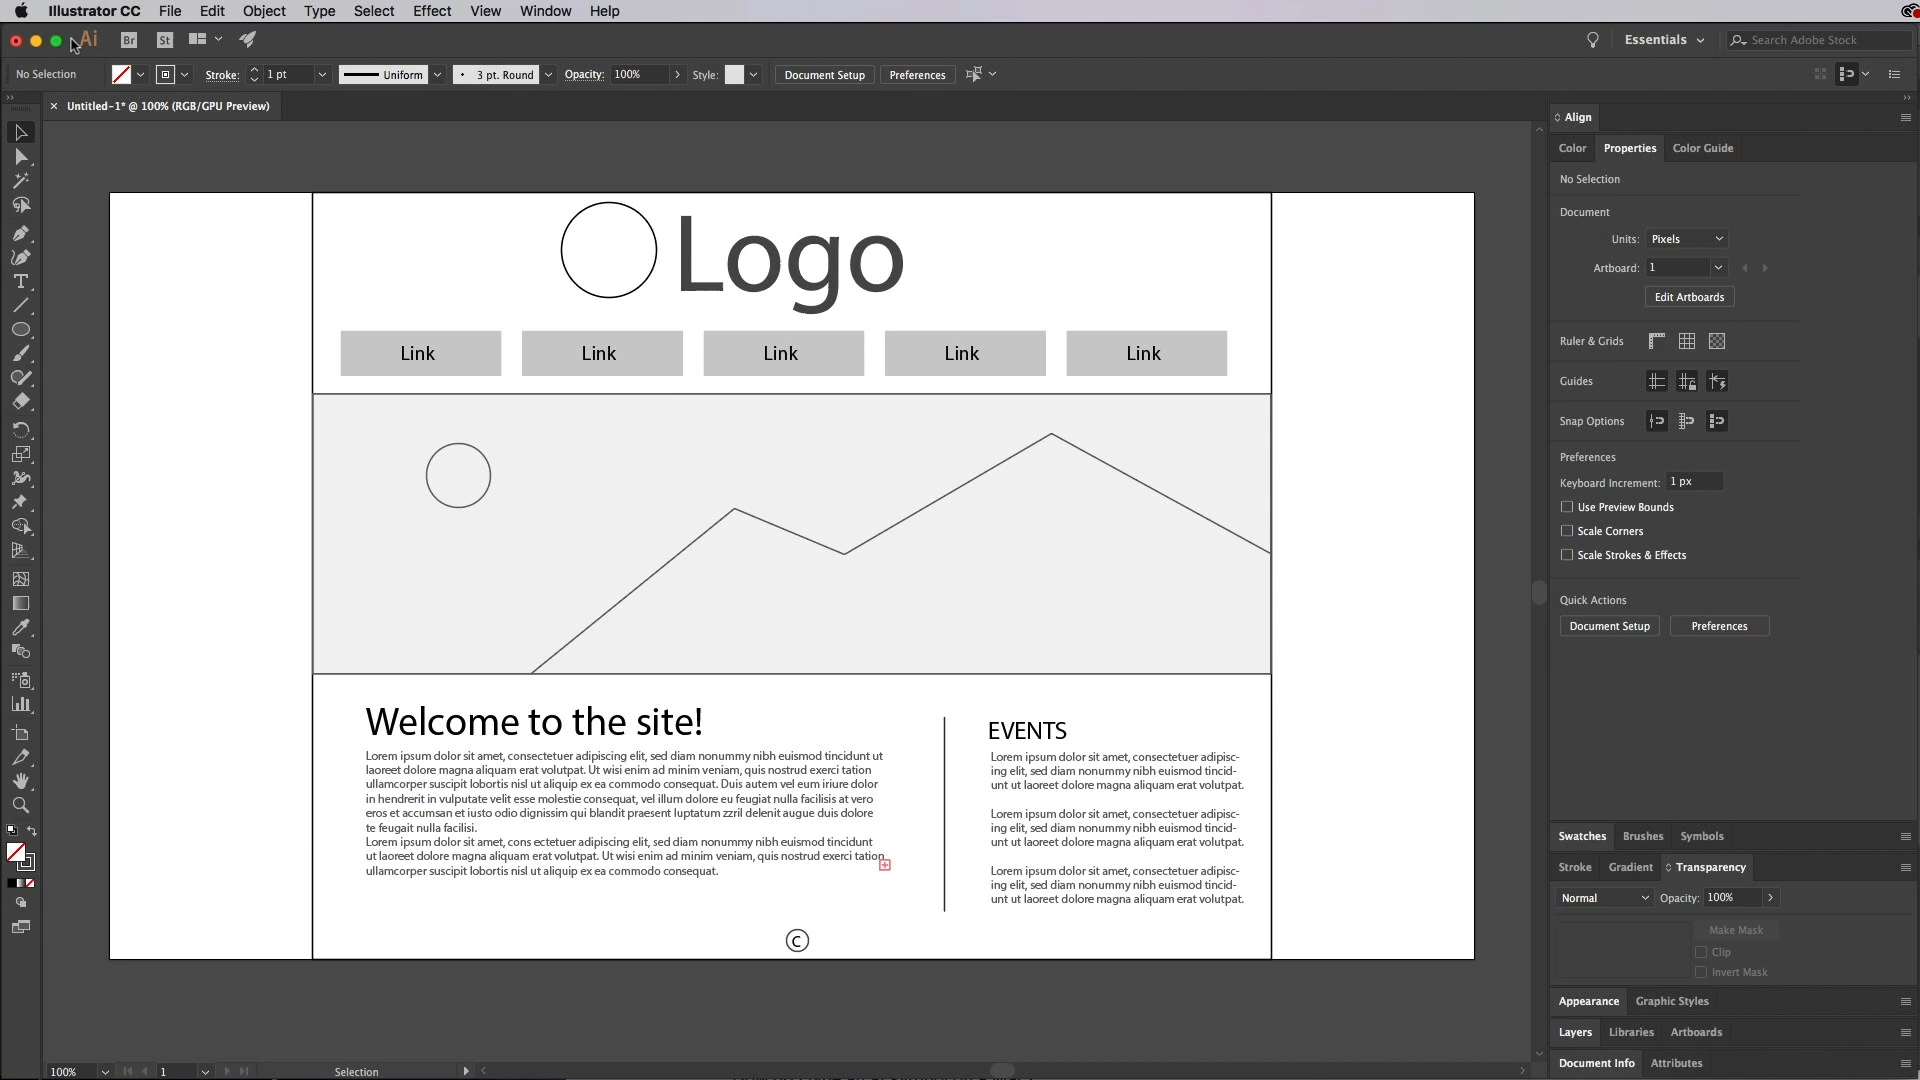 Illustrator CC File Edit Object Type Select Effect View Window Help
Ai Br St Essentials Search Adobe Stock
No Selection Stroke: 1 pt Uniform 3 pt. Round Opacity: 100% Style: Document Setup Preferences
× Untitled-1* @ 100% (RGB/GPU Preview)
Align
Color Properties Color Guide
No Selection
Document
Units: Pixels
Artboard: 1
Edit Artboards
Ruler & Grids
Guides
Snap Options
Preferences
Keyboard Increment: 1 px
Use Preview Bounds
Scale Corners
Scale Strokes & Effects
Quick Actions
Document Setup Preferences
Logo
Link Link Link Link Link
Welcome to the site!
Lorem ipsum dolor sit amet, consectetuer adipiscing elit, sed diam nonummy nibh euismod tincidunt ut
laoreet dolore magna aliquam erat volutpat. Ut wisi enim ad minim veniam, quis nostrud exerci tation
ullamcorper suscipit lobortis nisl ut aliquip ex ea commodo consequat. Duis autem vel eum iriure dolor
in hendrerit in vulputate velit esse molestie consequat, vel illum dolore eu feugiat nulla facilisis at vero
eros et accumsan et iusto odio dignissim qui blandit praesent luptatum zzril delenit augue duis dolore
te feugait nulla facilisi.
Lorem ipsum dolor sit amet, cons ectetuer adipiscing elit, sed diam nonummy nibh euismod tincidunt
ut laoreet dolore magna aliquam erat volutpat. Ut wisi enim ad minim veniam, quis nostrud exerci tation
ullamcorper suscipit lobortis nisl ut aliquip ex ea commodo consequat.
EVENTS
Lorem ipsum dolor sit amet, consectetuer adipisc-
ing elit, sed diam nonummy nibh euismod tincid-
unt ut laoreet dolore magna aliquam erat volutpat.
Lorem ipsum dolor sit amet, consectetuer adipisc-
ing elit, sed diam nonummy nibh euismod tincid-
unt ut laoreet dolore magna aliquam erat volutpat.
Lorem ipsum dolor sit amet, consectetuer adipisc-
ing elit, sed diam nonummy nibh euismod tincid-
unt ut laoreet dolore magna aliquam erat volutpat.
©
Swatches Brushes Symbols
Stroke Gradient Transparency
Normal Opacity: 100%
Make Mask
Clip
Invert Mask
Appearance Graphic Styles
Layers Libraries Artboards
Document Info Attributes
100% 1 Selection